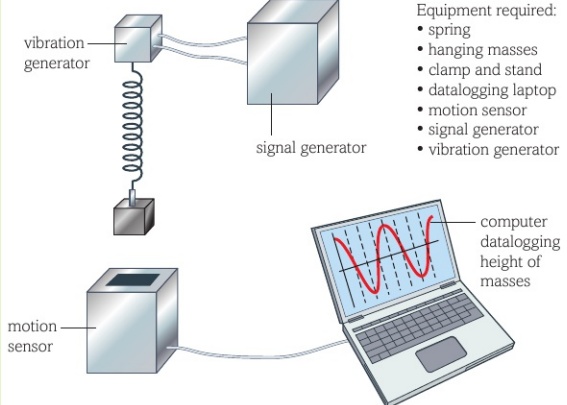 Equipment required:
• spring
• hanging masses
• clamp and stand
• datalogging laptop
• motion sensor
• signal generator
• vibration generator
vibration
generator
signal generator
computer
datalogging
height of
masses
motion
sensor